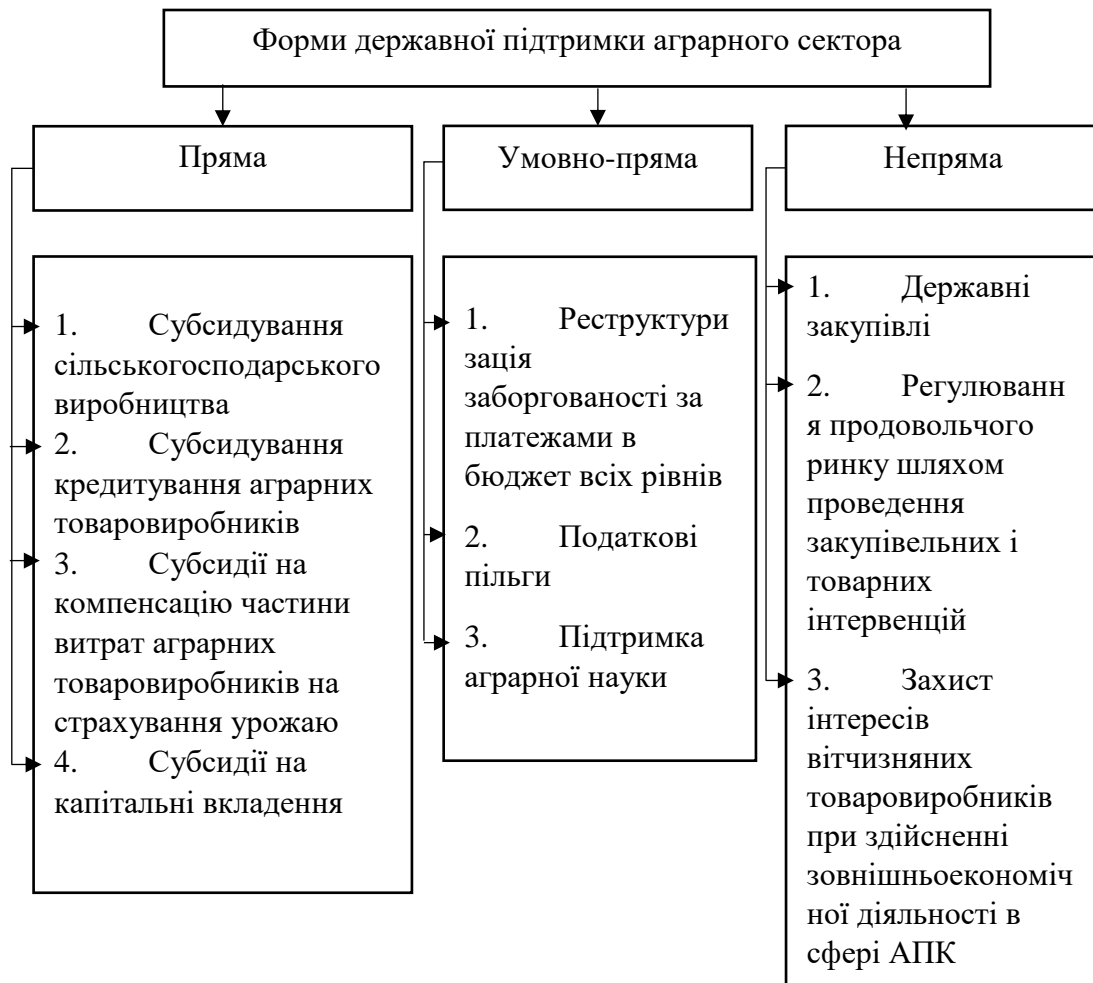 Форми державної підтримки аграрного сектора
Пряма
Умовно-пряма
Непряма
1. Субсидування
сільськогосподарського
виробництва
2. Субсидування
кредитування аграрних
товаровиробників
3. Субсидії на
компенсацію частини
витрат аграрних
товаровиробників на
страхування урожаю
4. Субсидії на
капітальні вкладення
1. Реструктури
зація
заборгованості за
платежами в
бюджет всіх рівнів
2. Податкові
пільги
3. Підтримка
аграрної науки
1. Державні
закупівлі
2. Регулюванн
я продовольчого
ринку шляхом
проведення
закупівельних і
товарних
інтервенцій
3. Захист
інтересів
вітчизняних
товаровиробників
при здійсненні
зовнішньоекономіч
ної діяльності в
сфері АПК